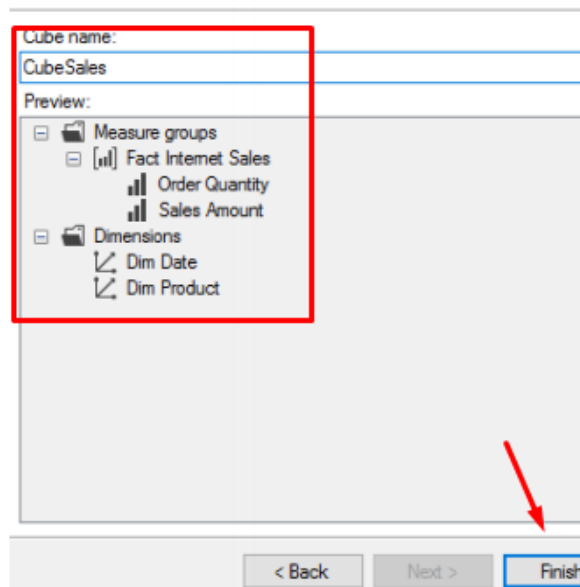 Cube name:
CubeSales
Preview:
Measure groups
Fact Internet Sales
Order Quantity
Sales Amount
Dimensions
Dim Date
Dim Product
< Back Next > Finish